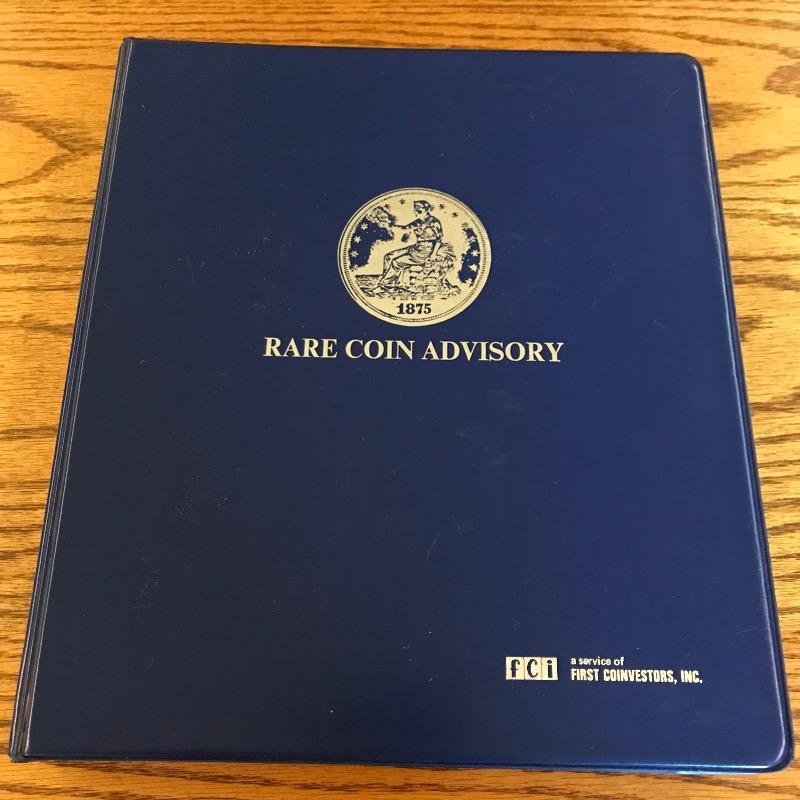 1875
RARE COIN ADVISORY
fCi
a service of
FIRST COINVESTORS, INC.